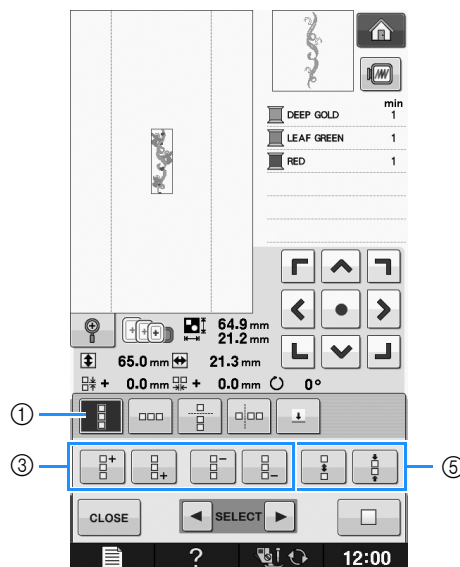 min
DEEP GOLD 1
LEAF GREEN 1
RED 1
64.9 mm
21.2 mm
65.0 mm 21.3 mm
+ 0.0 mm + 0.0 mm 0°
①
③ ⑤
CLOSE SELECT
? 12:00